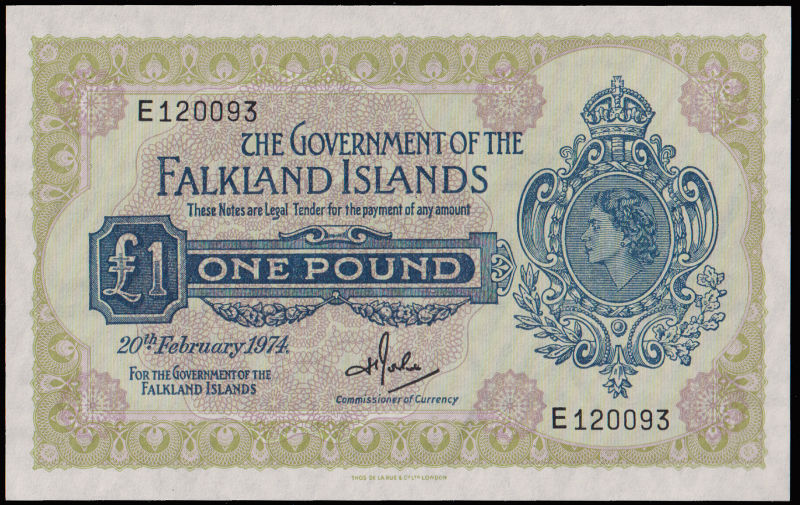 E120093
THE GOVERNMENT OF THE
FALKLAND ISLANDS
These Notes are Legal Tender for the payment of any amount
£1
ONE POUND
20th February 1974.
FOR THE GOVERNMENT OF THE
FALKLAND ISLANDS
Commissioner of Currency
E120093
THOS DE LA RUE & CO LTD LONDON